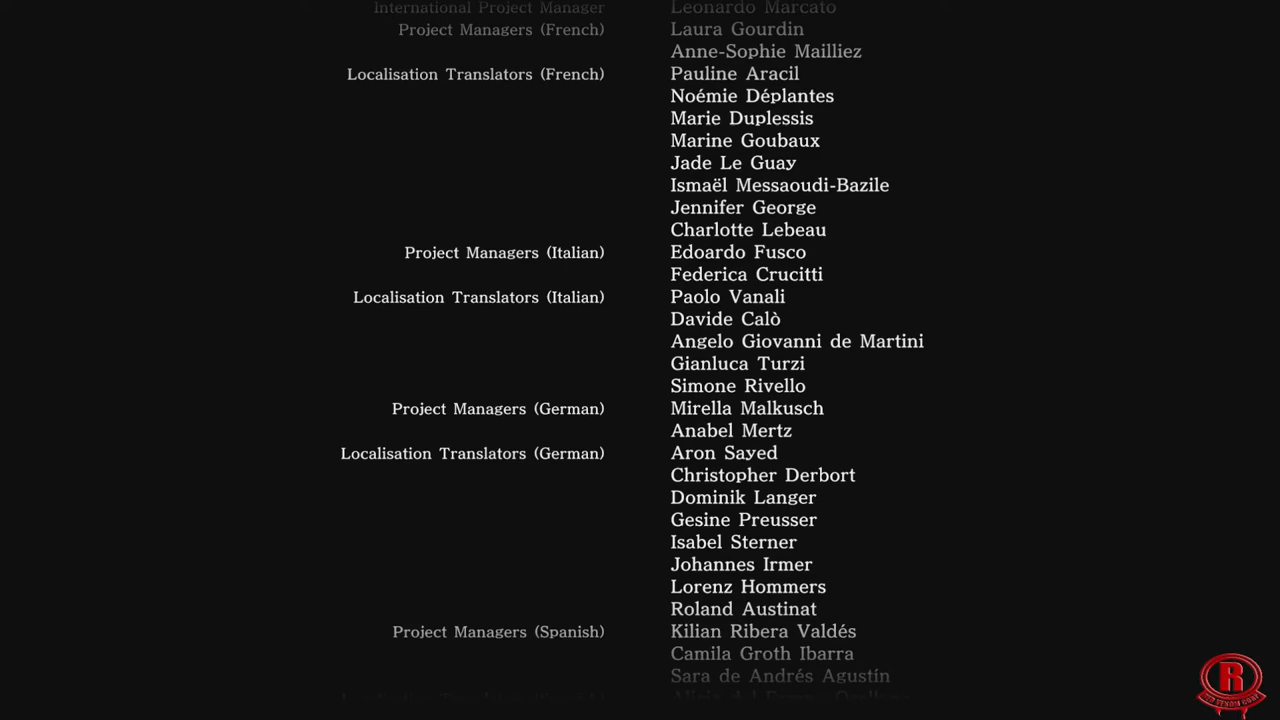 International Project Manager Leonardo Marcato
Project Managers (French) Laura Gourdin
Anne-Sophie Mailliez
Localisation Translators (French) Pauline Aracil
Noémie Déplantes
Marie Duplessis
Marine Goubaux
Jade Le Guay
Ismaël Messaoudi-Bazile
Jennifer George
Charlotte Lebeau
Project Managers (Italian) Edoardo Fusco
Federica Crucitti
Localisation Translators (Italian) Paolo Vanali
Davide Calò
Angelo Giovanni de Martini
Gianluca Turzi
Simone Rivello
Project Managers (German) Mirella Malkusch
Anabel Mertz
Localisation Translators (German) Aron Sayed
Christopher Derbort
Dominik Langer
Gesine Preusser
Isabel Sterner
Johannes Irmer
Lorenz Hommers
Roland Austinat
Project Managers (Spanish) Kilian Ribera Valdés
Camila Groth Ibarra
Sara de Andrés Agustín
R